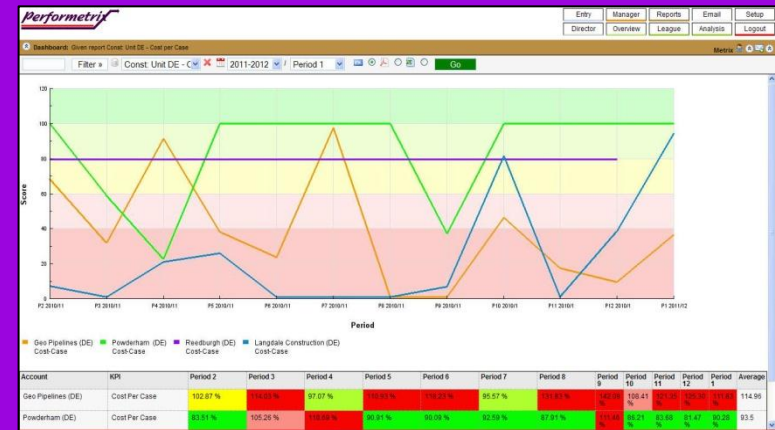 Performetrix
Entry Manager Reports Email Setup
Director Overview League Analysis Logout
Dashboard: Given report Const: Unit DE - Cost per Case
Metrix
Filter » Const: Unit DE - C 2011-2012 / Period 1 Go
120
100
80
60
40
20
0
Score
P2 2010/11 P3 2010/11 P4 2010/11 P5 2010/11 P6 2010/11 P7 2010/11 P8 2010/11 P9 2010/11 P10 2010/11 P11 2010/11 P12 2010/11 P1 2011/12
Period
Geo Pipelines (DE) Powderham (DE) Reedburgh (DE) Langdale Construction (DE)
Cost-Case Cost-Case Cost-Case Cost-Case
Account KPI Period 2 Period 3 Period 4 Period 5 Period 6 Period 7 Period 8 Period 9 Period 10 Period 11 Period 12 Period 1 Average
Geo Pipelines (DE) Cost Per Case 102.87 % 97.07 % 95.57 % 114.95
Powderham (DE) Cost Per Case 83.51 % 105.26 % 90.91 % 92.59 % 87.91 % 93.5